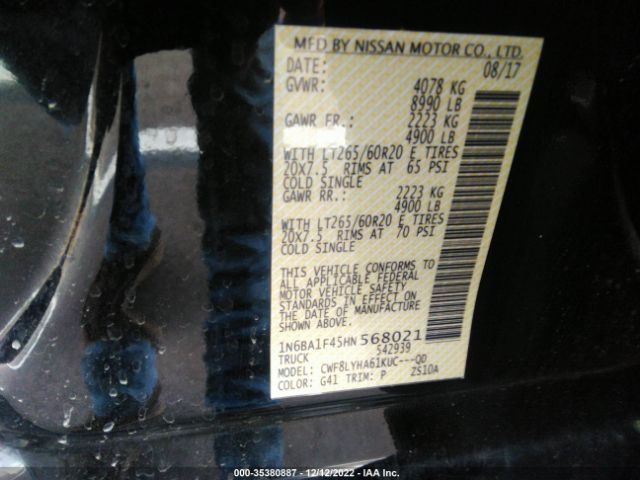 MFD BY NISSAN MOTOR CO., LTD.
DATE: 08/17
GVWR: 4078 KG
8990 LB
GAWR FR.: 2223 KG
4900 LB
WITH LT265/60R20 E TIRES
20X7.5 RIMS AT 65 PSI
COLD SINGLE
GAWR RR.: 2223 KG
4900 LB
WITH LT265/60R20 E TIRES
20X7.5 RIMS AT 70 PSI
COLD SINGLE
THIS VEHICLE CONFORMS TO
ALL APPLICABLE FEDERAL
MOTOR VEHICLE SAFETY
STANDARDS IN EFFECT ON
THE DATE OF MANUFACTURE
SHOWN ABOVE.
1N6BA1F45HN568021
TRUCK 542939
MODEL: CWF8LYHA61KUC---QD
COLOR: G41 TRIM: P ZS10A
000-35380887 - 12/12/2022 - IAA Inc.